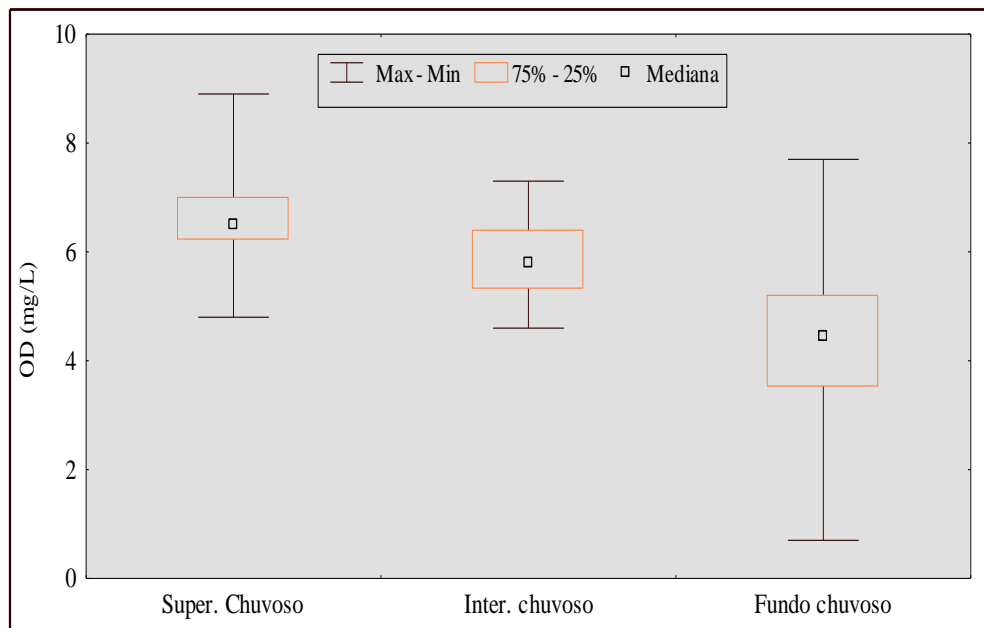 10
Max - Min 75% - 25% Mediana
8
6
4
2
0
OD (mg/L)
Super. Chuvoso Inter. chuvoso Fundo chuvoso